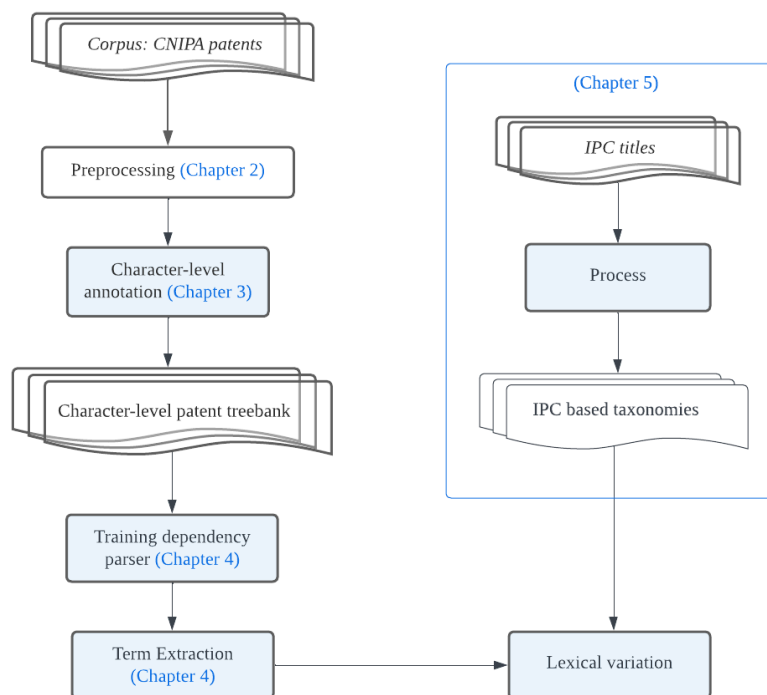 Corpus: CNIPA patents
Preprocessing (Chapter 2)
Character-level
annotation (Chapter 3)
Character-level patent treebank
Training dependency
parser (Chapter 4)
Term Extraction
(Chapter 4)
(Chapter 5)
IPC titles
Process
IPC based taxonomies
Lexical variation